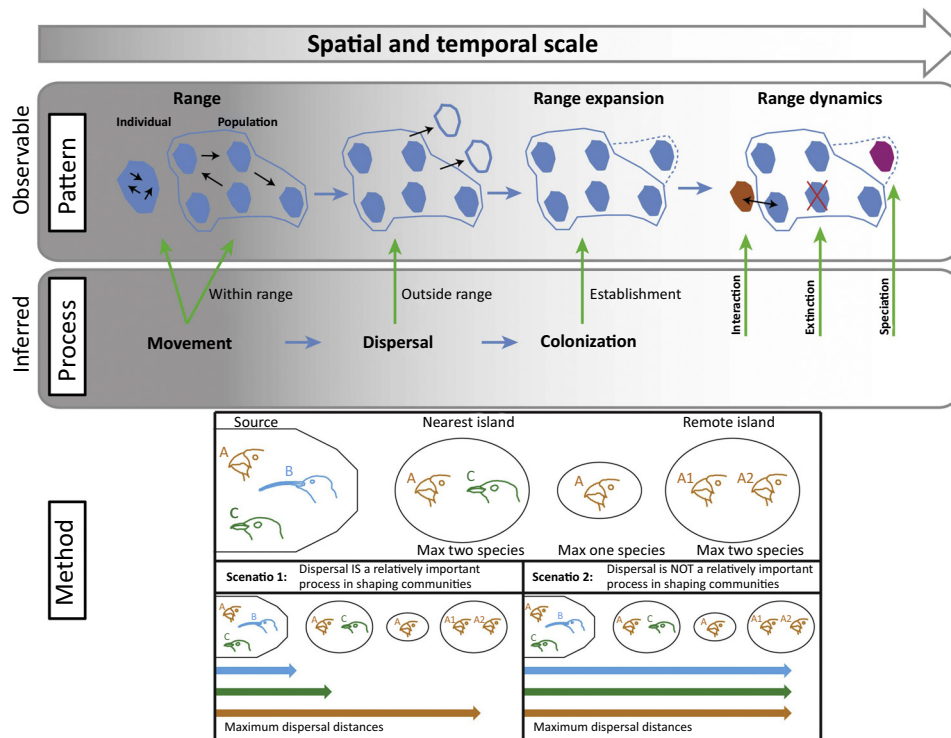 Spatial and temporal scale
Observable
Pattern
Range
Individual
Population
Range expansion
Range dynamics
Inferred
Process
Within range
Outside range
Establishment
Interaction
Extinction
Speciation
Movement
Dispersal
Colonization
Method
Source
Nearest island
Remote island
A
B
C
A
C
A
A1
A2
Max two species
Max one species
Max two species
Scenatio 1:
Dispersal IS a relatively important
process in shaping communities
Scenatio 2:
Dispersal is NOT a relatively important
process in shaping communities
A
B
C
A
C
A
A1
A2
Maximum dispersal distances
A
B
C
A
C
A
A1
A2
Maximum dispersal distances